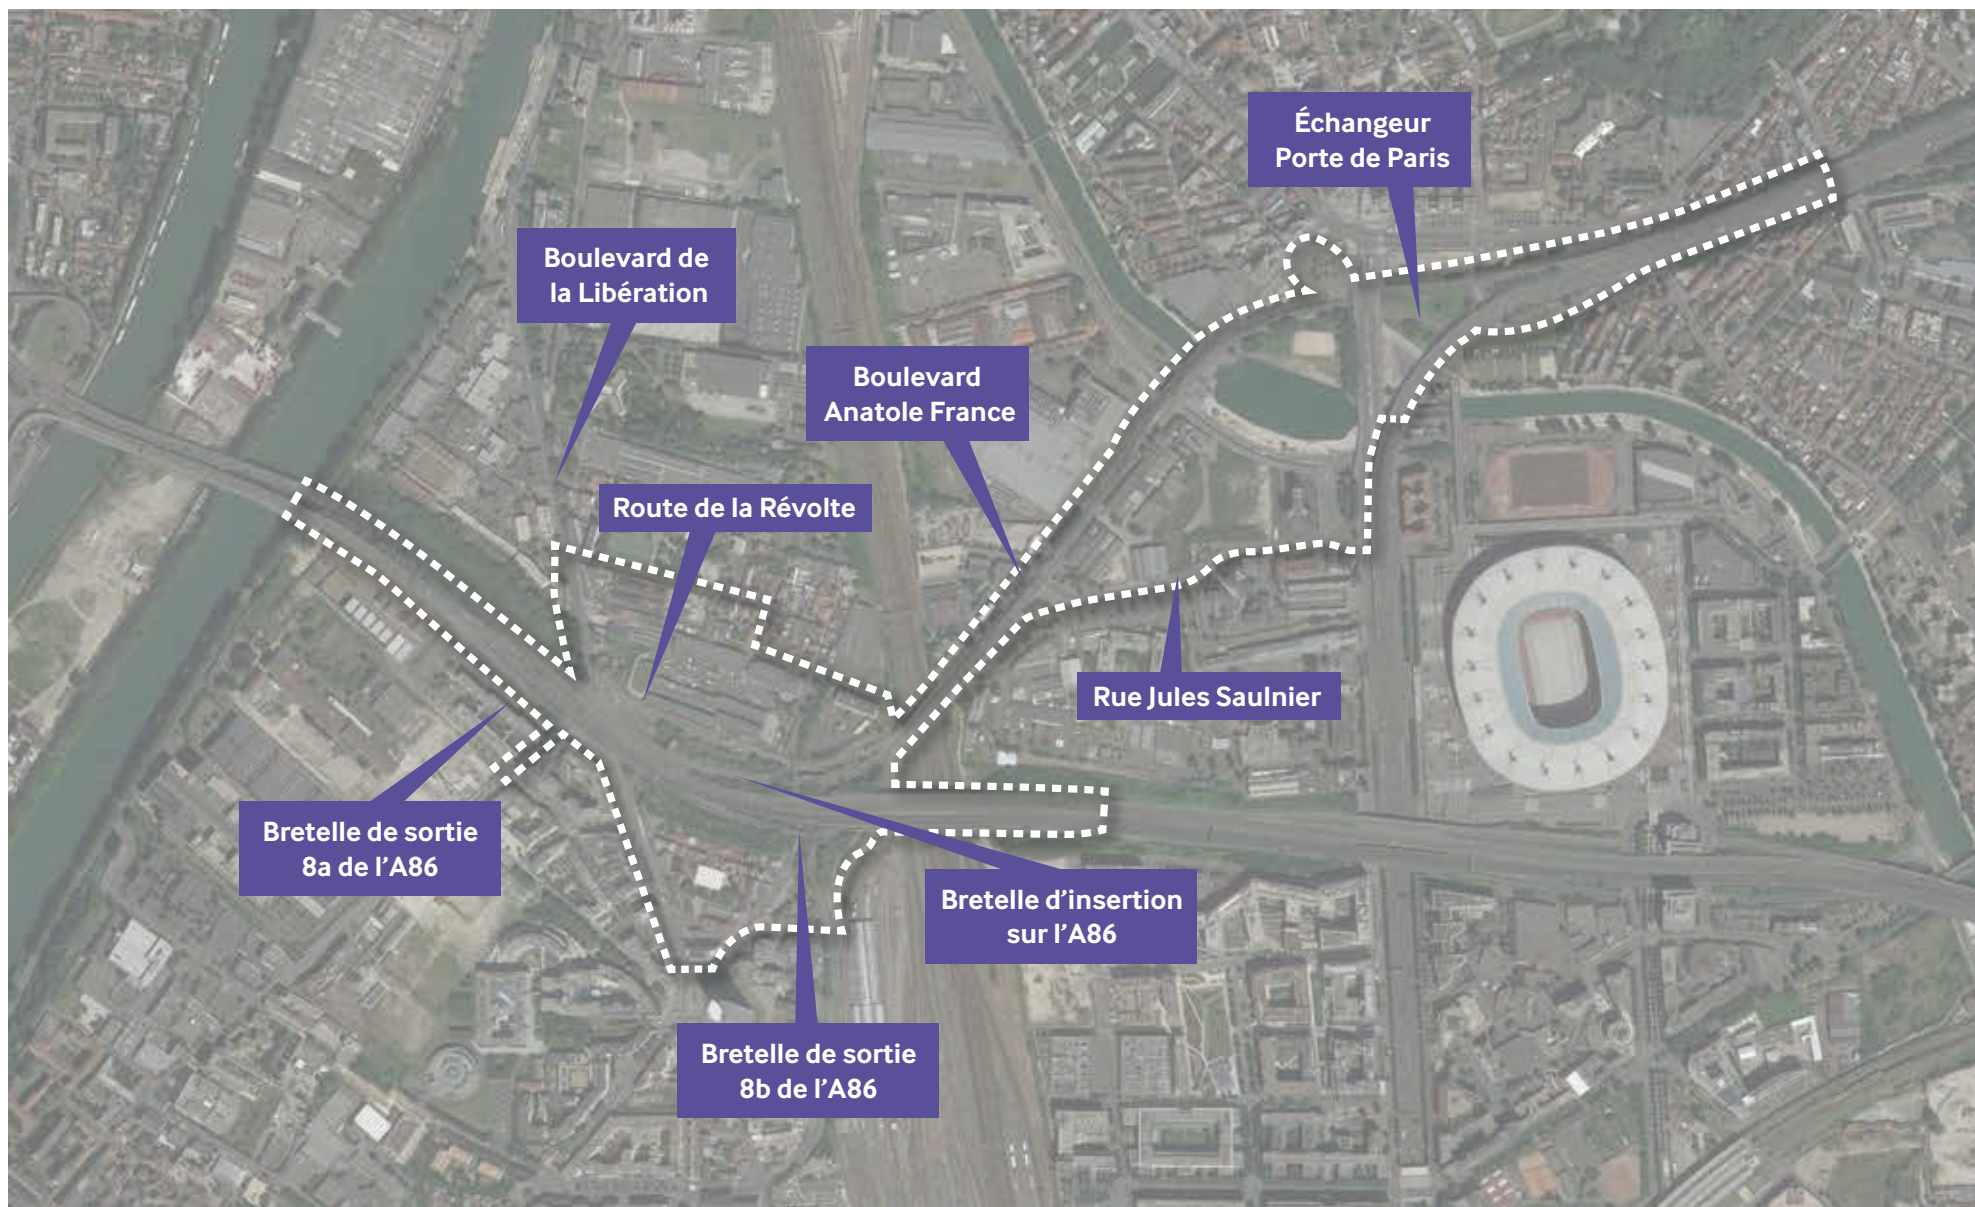 Échangeur
Porte de Paris
Boulevard de
la Libération
Boulevard
Anatole France
Route de la Révolte
Rue Jules Saulnier
Bretelle de sortie
8a de l’A86
Bretelle d’insertion
sur l’A86
Bretelle de sortie
8b de l’A86